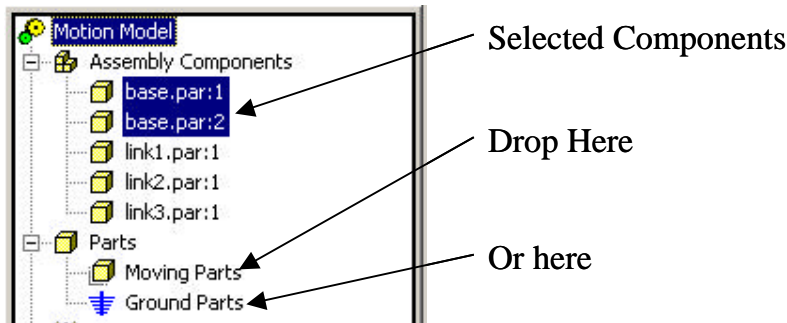 Motion Model
Selected Components
Assembly Components
base.par:1
base.par:2
Drop Here
link1.par:1
link2.par:1
link3.par:1
Parts
Or here
Moving Parts
Ground Parts